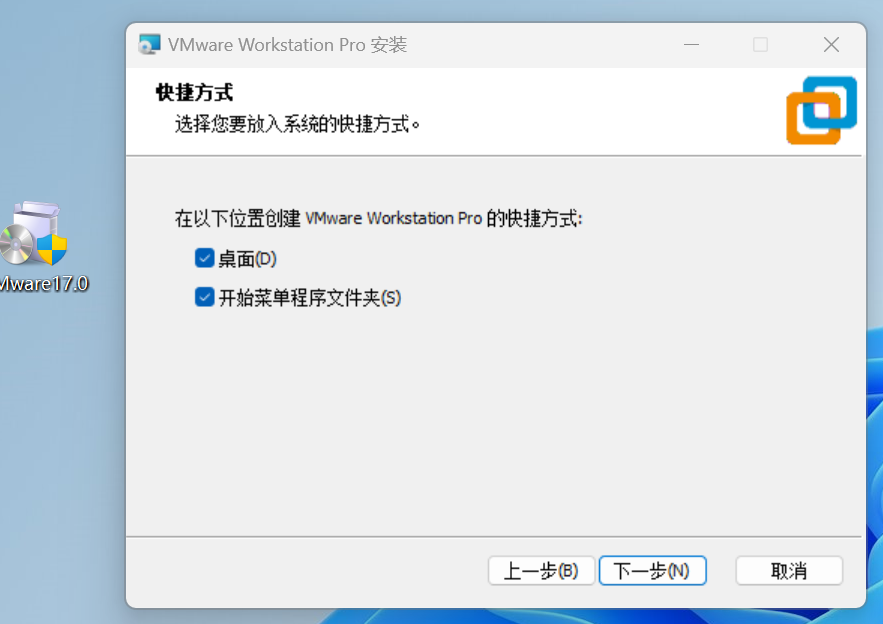 VMware Workstation Pro 安装
快捷方式
选择您要放入系统的快捷方式。
在以下位置创建 VMware Workstation Pro 的快捷方式:
桌面(D)
开始菜单程序文件夹(S)
Mware17.0
上一步(B) 下一步(N) 取消